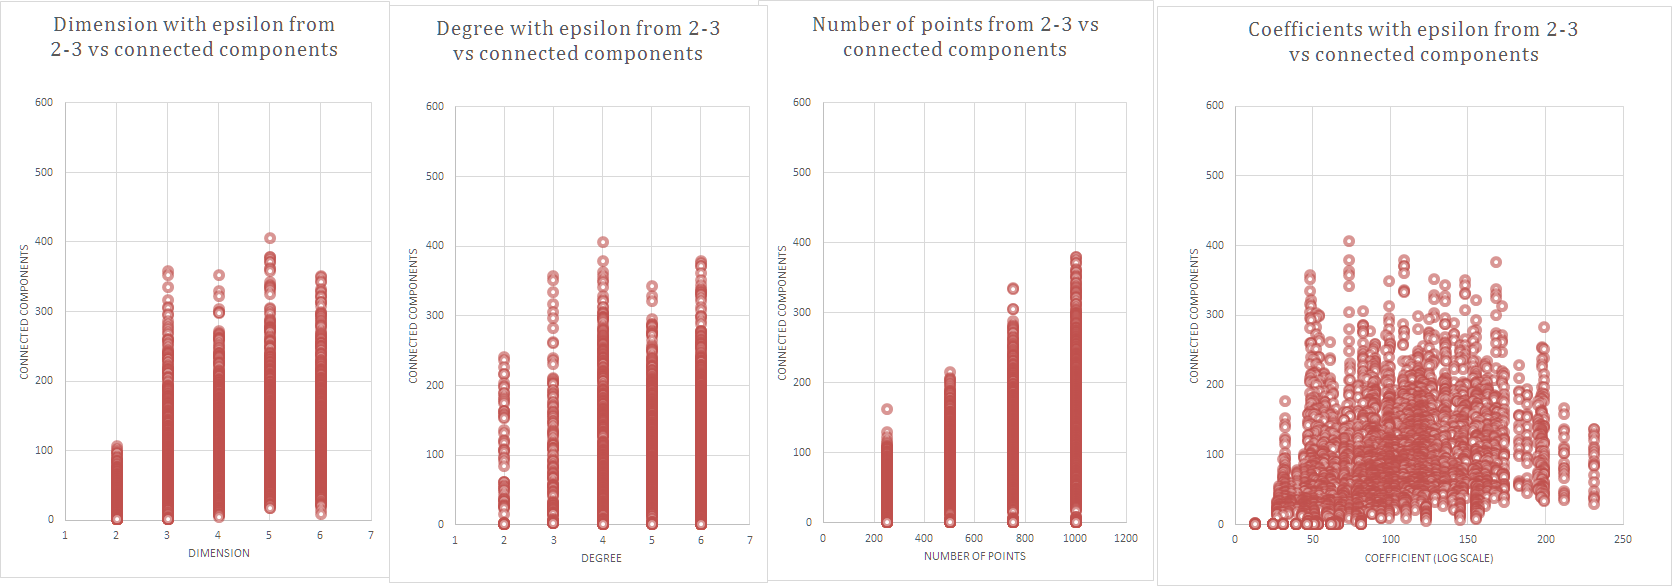 Dimension with epsilon from
2-3 vs connected components
600
500
400
300
200
100
0
CONNECTED COMPONENTS
1 2 3 4 5 6 7
DIMENSION
Degree with epsilon from 2-3
vs connected components
600
500
400
300
200
100
0
CONNECTED COMPONENTS
1 2 3 4 5 6 7
DEGREE
Number of points from 2-3 vs
connected components
600
500
400
300
200
100
0
CONNECTED COMPONENTS
0 200 400 600 800 1000 1200
NUMBER OF POINTS
Coefficients with epsilon from 2-3
vs connected components
600
500
400
300
200
100
0
CONNECTED COMPONENTS
0 50 100 150 200 250
COEFFICIENT (LOG SCALE)